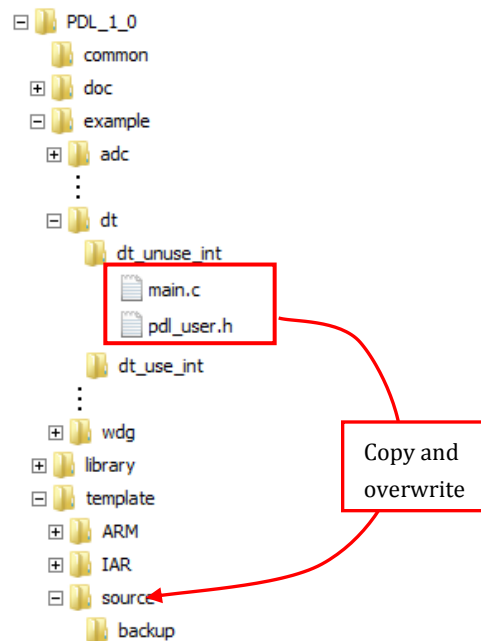 PDL_1_0
common
doc
example
adc
dt
dt_unuse_int
main.c
pdl_user.h
dt_use_int
wdg
library
template
ARM
IAR
source
backup
Copy and
overwrite